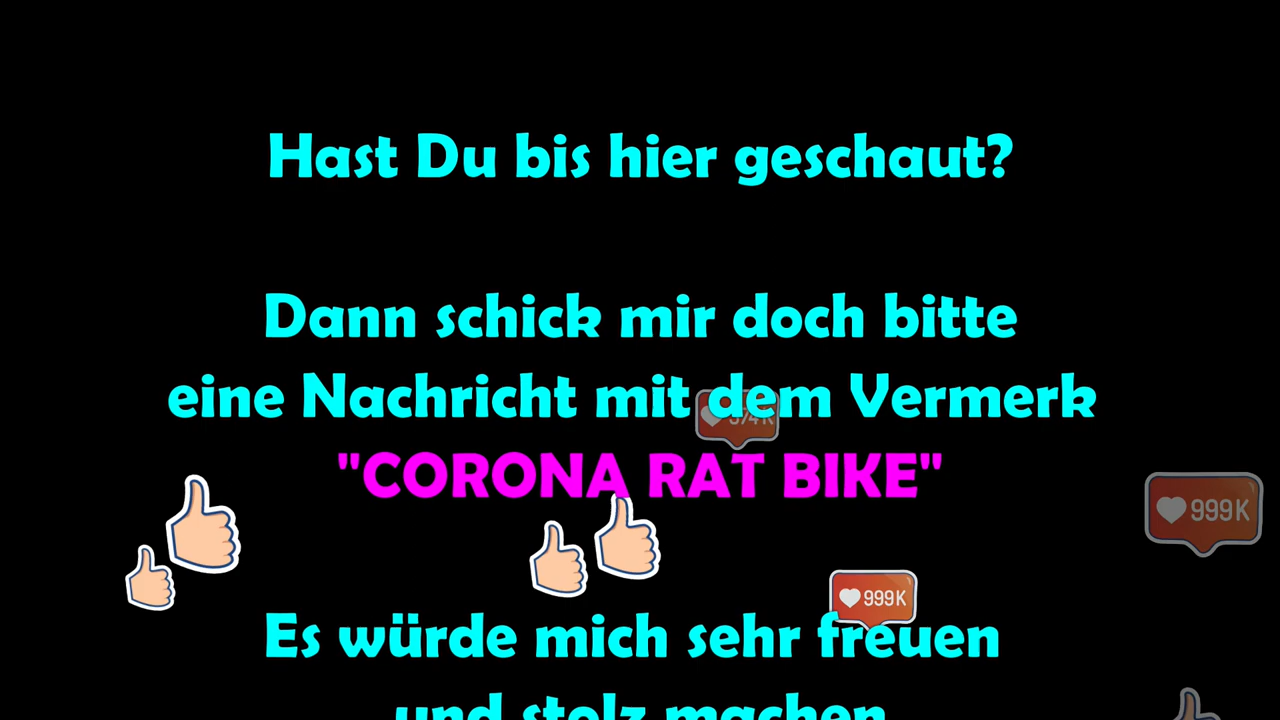 Hast Du bis hier geschaut?
Dann schick mir doch bitte
eine Nachricht mit dem Vermerk
"CORONA RAT BIKE"
999K
999K
Es würde mich sehr freuen
und stolz machen